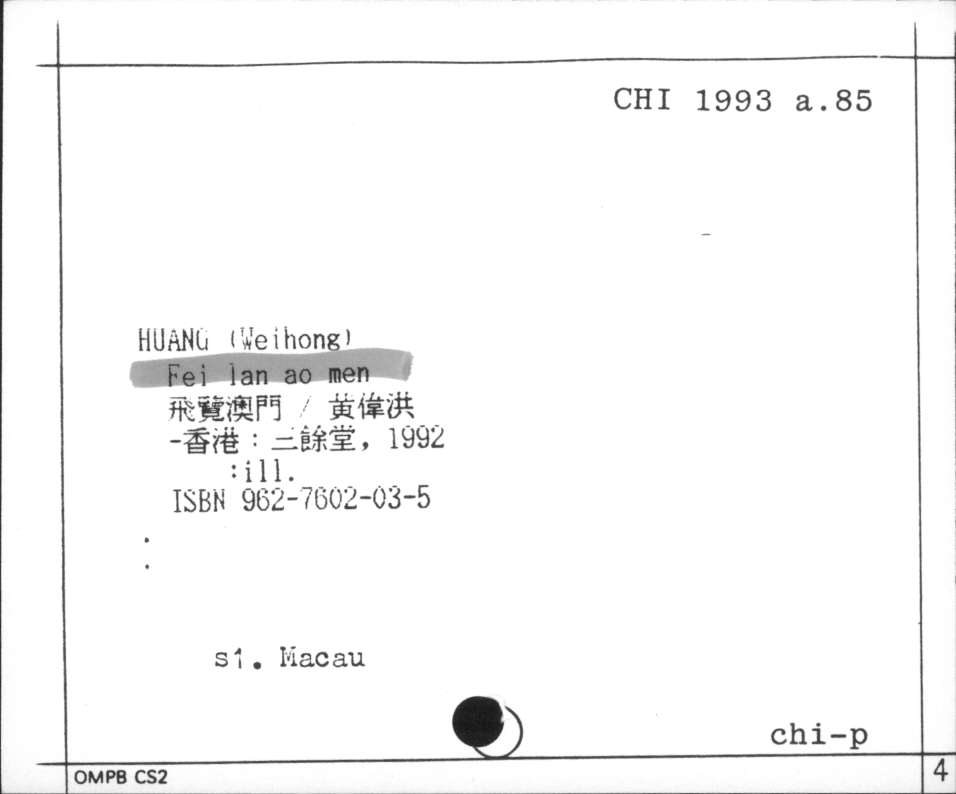 CHI 1993 a.85
HUANG (Weihong)
Fei lan ao men
飛覽澳門 / 黄偉洪
-香港 : 三餘堂, 1992
:ill.
ISBN 962-7602-03-5
.
.
s1. Macau
chi-p
OMPB CS2
4